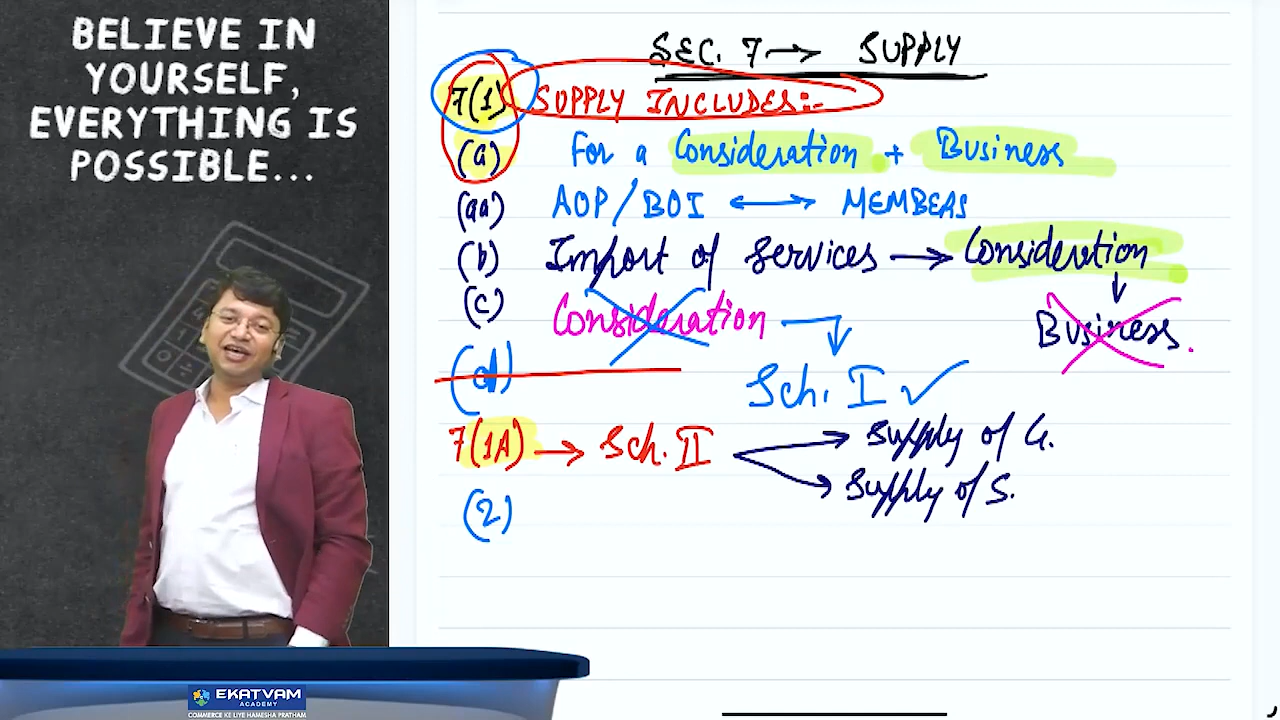 BELIEVE IN
YOURSELF,
EVERYTHING IS
POSSIBLE...
SEC. 7 → SUPPLY
7(1) SUPPLY INCLUDES:-
(a) For a Consideration + Business
(aa) AOP/BOI ↔ MEMBERS
(b) Import of Services → Consideration
Business.
(c) Consideration
(d)
Sch. I ✓
7(1A) → Sch. II
Supply of G.
Supply of S.
(2)
EKATVAM
ACADEMY
COMMERCE KE LIYE HAMESHA PRATHAM